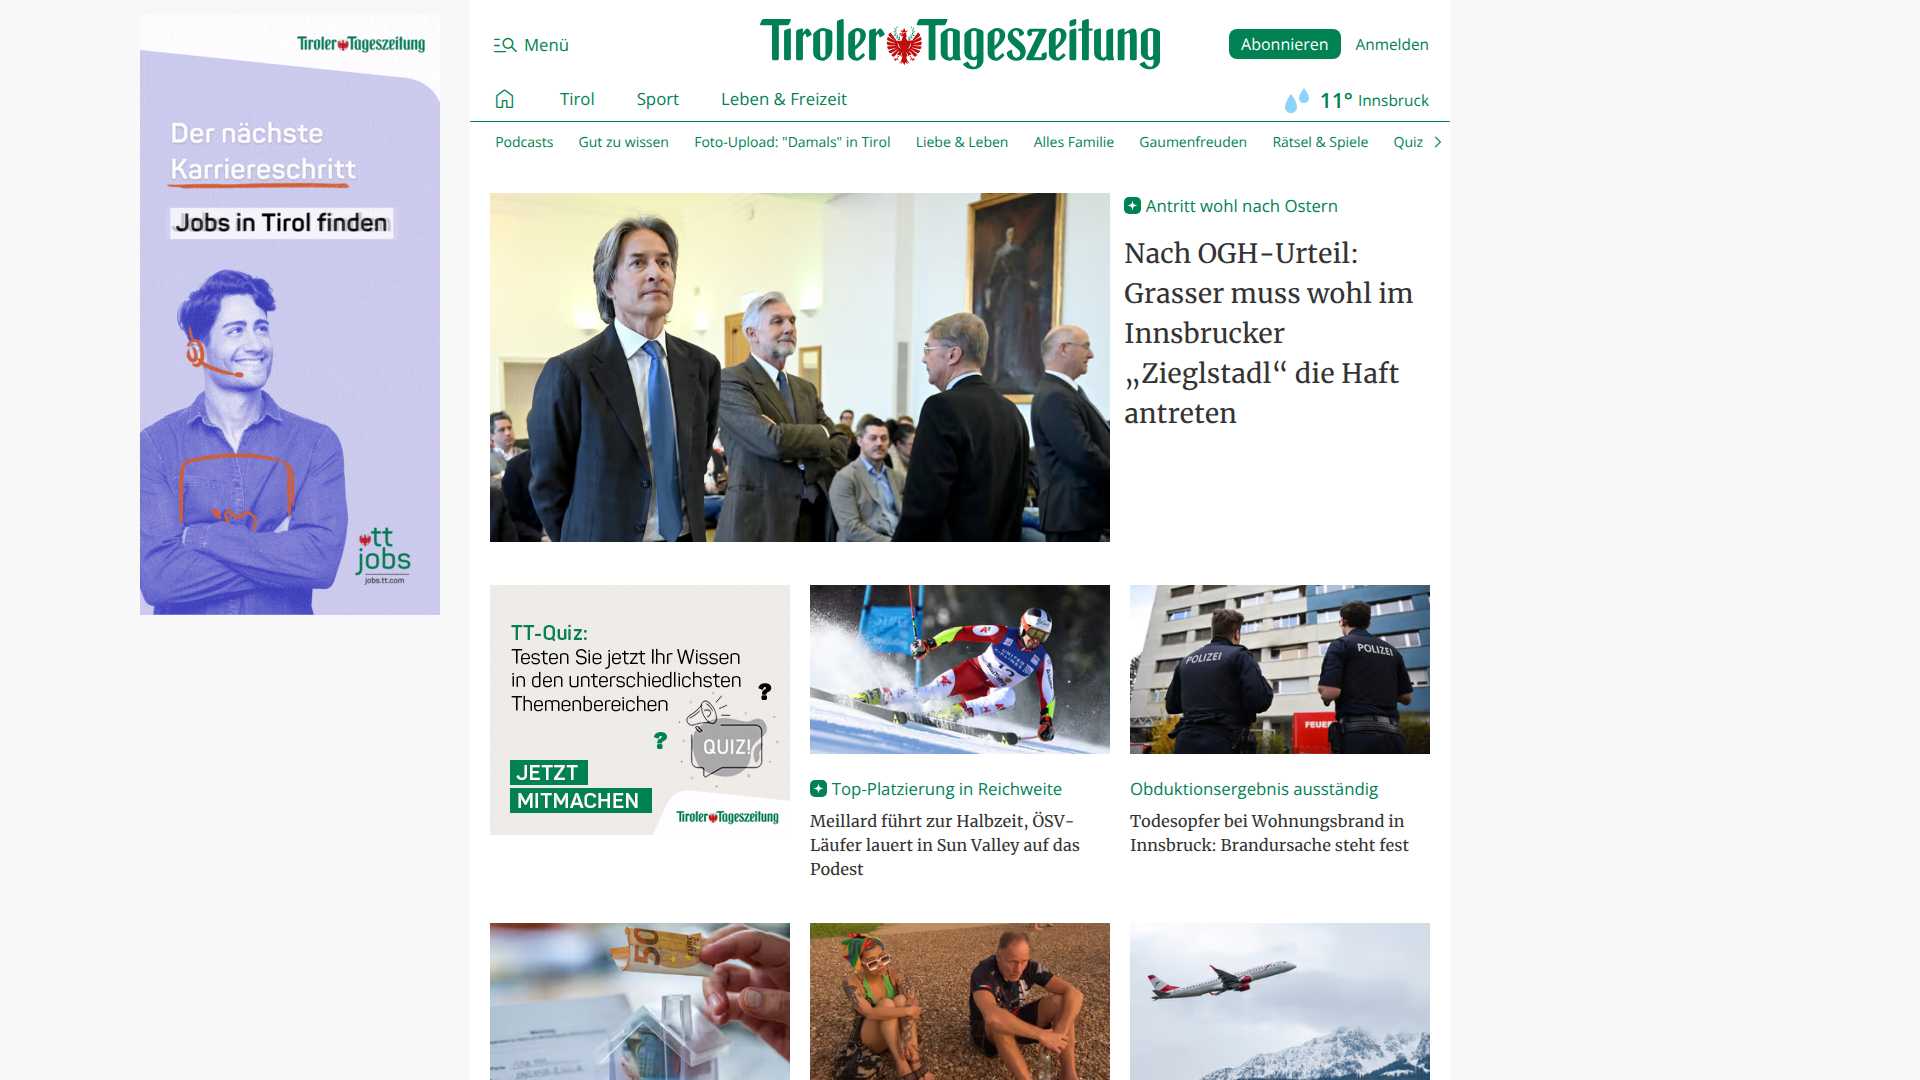 Tiroler Tageszeitung
Der nächste
Karriereschritt
Jobs in Tirol finden
tt
jobs
jobs.tt.com
Menü
Tiroler Tageszeitung
Abonnieren
Anmelden
Tirol
Sport
Leben & Freizeit
11° Innsbruck
Podcasts
Gut zu wissen
Foto-Upload: "Damals" in Tirol
Liebe & Leben
Alles Familie
Gaumenfreuden
Rätsel & Spiele
Quiz
Antritt wohl nach Ostern
Nach OGH-Urteil:
Grasser muss wohl im
Innsbrucker
„Zieglstadl“ die Haft
antreten
TT-Quiz:
Testen Sie jetzt Ihr Wissen
in den unterschiedlichsten
Themenbereichen
?
?
QUIZ!
JETZT
MITMACHEN
Tiroler Tageszeitung
Top-Platzierung in Reichweite
Meillard führt zur Halbzeit, ÖSV-
Läufer lauert in Sun Valley auf das
Podest
POLIZEI
POLIZEI
FEUER
Obduktionsergebnis ausständig
Todesopfer bei Wohnungsbrand in
Innsbruck: Brandursache steht fest
50